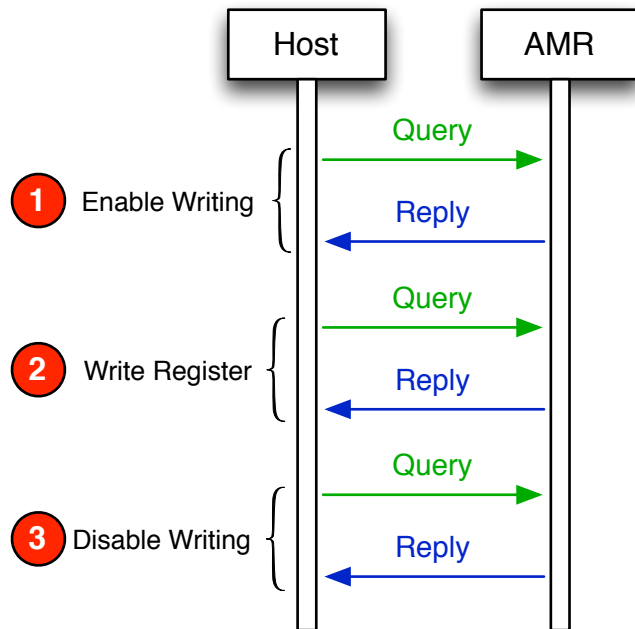 Host
AMR
Query
1
Enable Writing
Reply
Query
2
Write Register
Reply
Query
3
Disable Writing
Reply